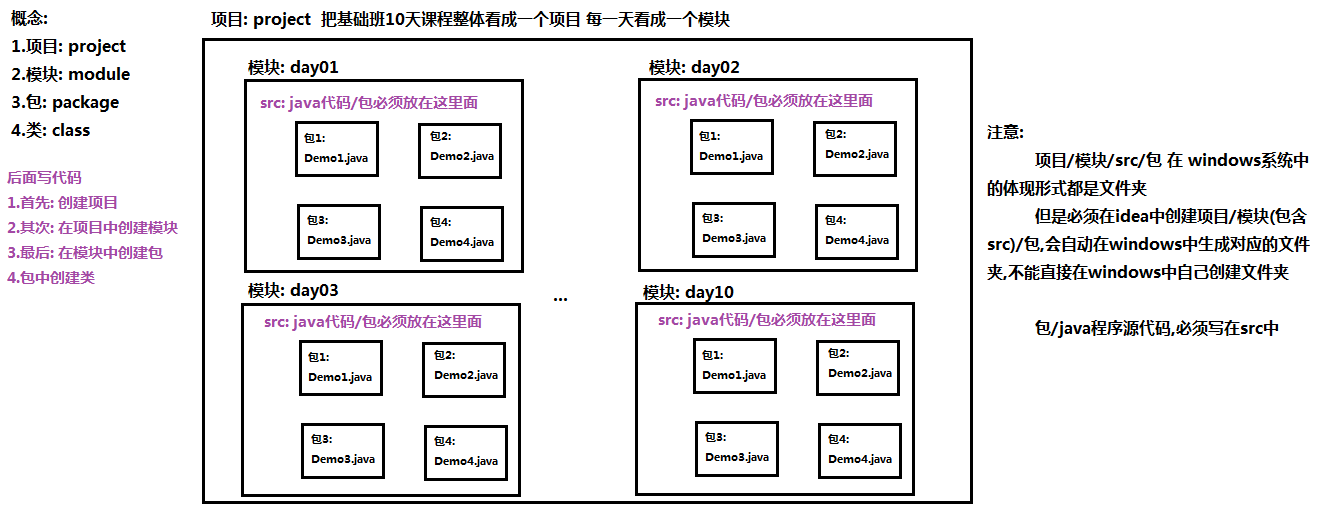 概念:
1.项目: project
2.模块: module
3.包: package
4.类: class
后面写代码
1.首先: 创建项目
2.其次: 在项目中创建模块
3.最后: 在模块中创建包
4.包中创建类
项目: project  把基础班10天课程整体看成一个项目 每一天看成一个模块
模块: day01
src: java代码/包必须放在这里面
包1:
Demo1.java
包2:
Demo2.java
包3:
Demo3.java
包4:
Demo4.java
模块: day02
src: java代码/包必须放在这里面
包1:
Demo1.java
包2:
Demo2.java
包3:
Demo3.java
包4:
Demo4.java
模块: day03
src: java代码/包必须放在这里面
包1:
Demo1.java
包2:
Demo2.java
包3:
Demo3.java
包4:
Demo4.java
...
模块: day10
src: java代码/包必须放在这里面
包1:
Demo1.java
包2:
Demo2.java
包3:
Demo3.java
包4:
Demo4.java
注意:
项目/模块/src/包 在 windows系统中
的体现形式都是文件夹
但是必须在idea中创建项目/模块(包含
src)/包,会自动在windows中生成对应的文件
夹,不能直接在windows中自己创建文件夹
包/java程序源代码,必须写在src中